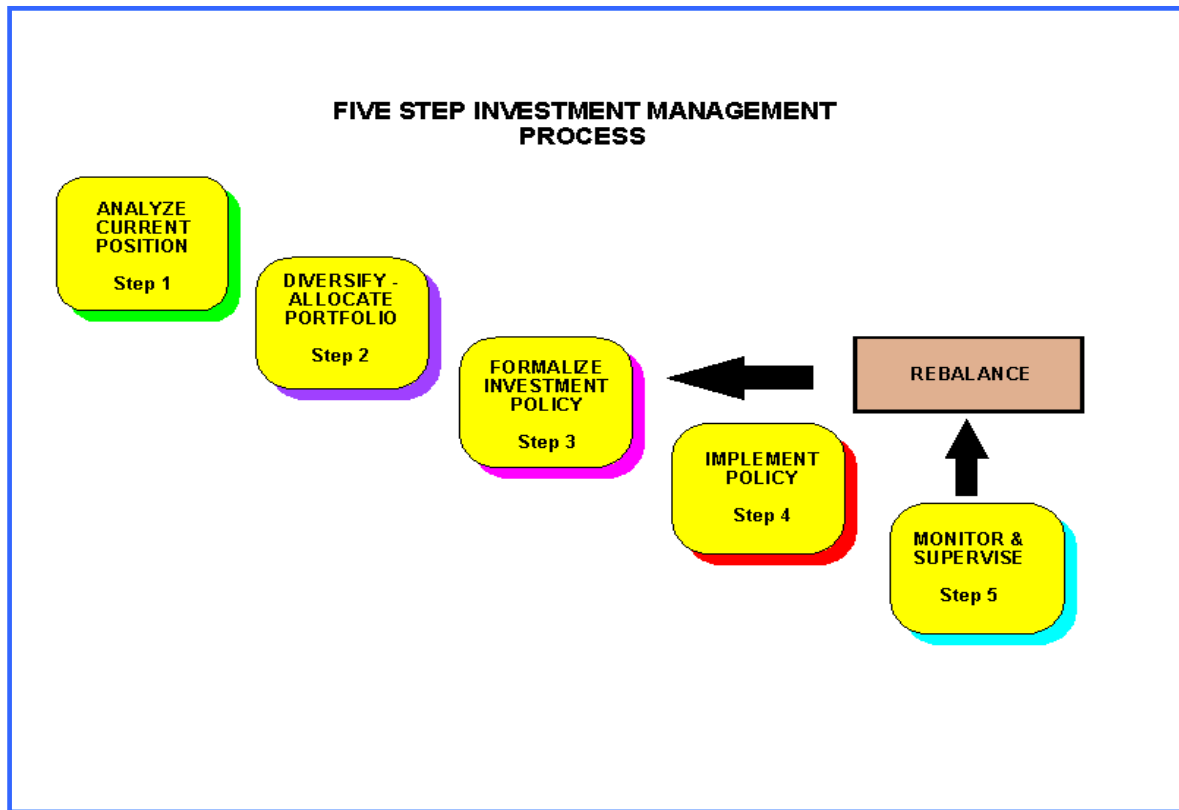 FIVE STEP INVESTMENT MANAGEMENT
PROCESS
ANALYZE
CURRENT
POSITION
Step 1
DIVERSIFY -
ALLOCATE
PORTFOLIO
Step 2
FORMALIZE
INVESTMENT
POLICY
Step 3
IMPLEMENT
POLICY
Step 4
MONITOR &
SUPERVISE
Step 5
REBALANCE